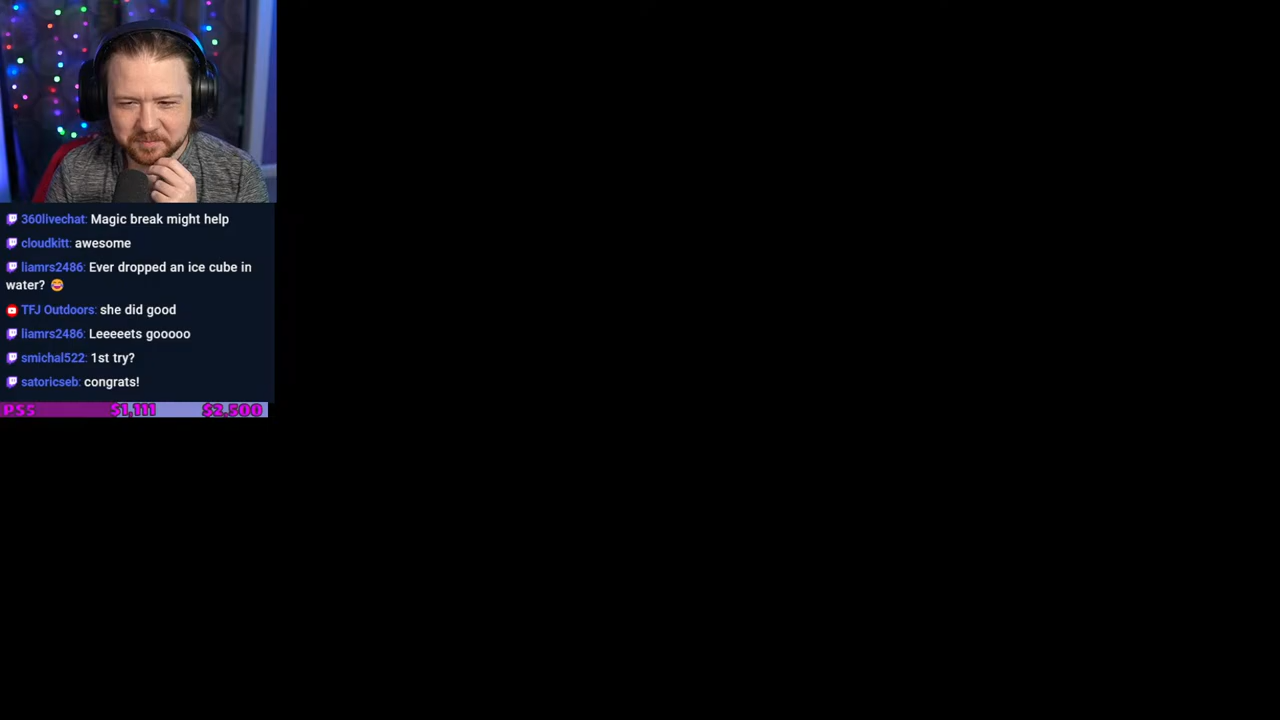 360livechat: Magic break might help
cloudkitt: awesome
liamrs2486: Ever dropped an ice cube in
water? 😂
TFJ Outdoors: she did good
liamrs2486: Leeeeets gooooo
smichal522: 1st try?
satoricseb: congrats!
PS5 $1,111 $2,500